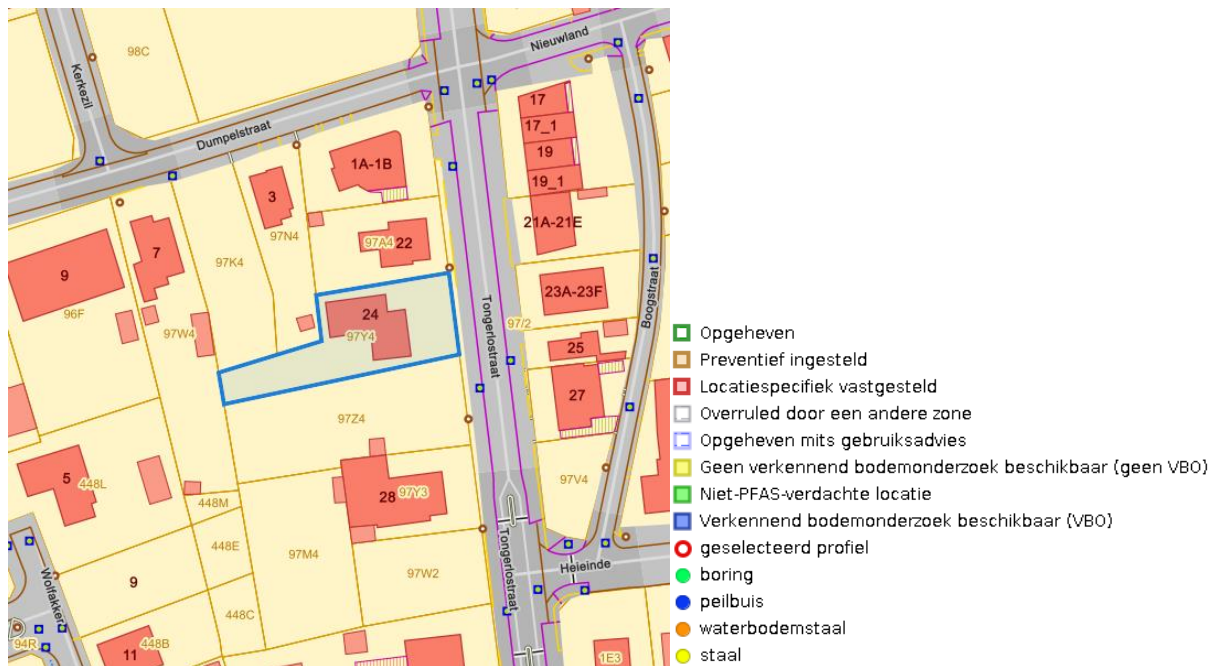 98C
Kerkezijl
Dumpelstraat
Nieuwland
17
17_1
19
19_1
21A-21E
1A-1B
3
97N4
7
97K4
9
96F
97A4 22
23A-23F
Boogstraat
97W4
24
97Y4
Tongerlostraat
97/2
25
27
97Z4
5
448L
448M
28
97Y3
97V4
448E
97M4
Tongerlostraat
Heieinde
9
97W2
Wolfakker
448C
94R
11
448B
1E3
Opgeheven
Preventief ingesteld
Locatiespecifiek vastgesteld
Overruled door een andere zone
Opgeheven mits gebruiksadvies
Geen verkennend bodemonderzoek beschikbaar (geen VBO)
Niet-PFAS-verdachte locatie
Verkennend bodemonderzoek beschikbaar (VBO)
geselecteerd profiel
boring
peilbuis
waterbodemstaal
staal